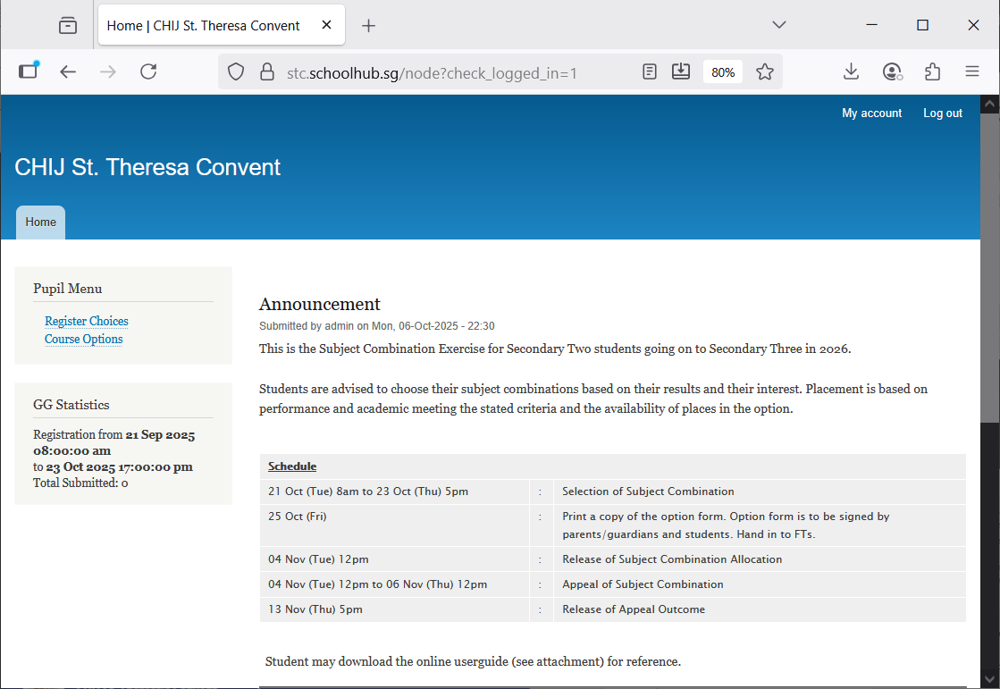 Home | CHIJ St. Theresa Convent
stc.schoolhub.sg/node?check_logged_in=1
80%
My account
Log out
CHIJ St. Theresa Convent
Home
Pupil Menu
Register Choices
Course Options
GG Statistics
Registration from 21 Sep 2025
08:00:00 am
to 23 Oct 2025 17:00:00 pm
Total Submitted: 0
Announcement
Submitted by admin on Mon, 06-Oct-2025 - 22:30
This is the Subject Combination Exercise for Secondary Two students going on to Secondary Three in 2026.
Students are advised to choose their subject combinations based on their results and their interest. Placement is based on
performance and academic meeting the stated criteria and the availability of places in the option.
Schedule
21 Oct (Tue) 8am to 23 Oct (Thu) 5pm : Selection of Subject Combination
25 Oct (Fri) : Print a copy of the option form. Option form is to be signed by
parents/guardians and students. Hand in to FTs.
04 Nov (Tue) 12pm : Release of Subject Combination Allocation
04 Nov (Tue) 12pm to 06 Nov (Thu) 12pm : Appeal of Subject Combination
13 Nov (Thu) 5pm : Release of Appeal Outcome
Student may download the online userguide (see attachment) for reference.